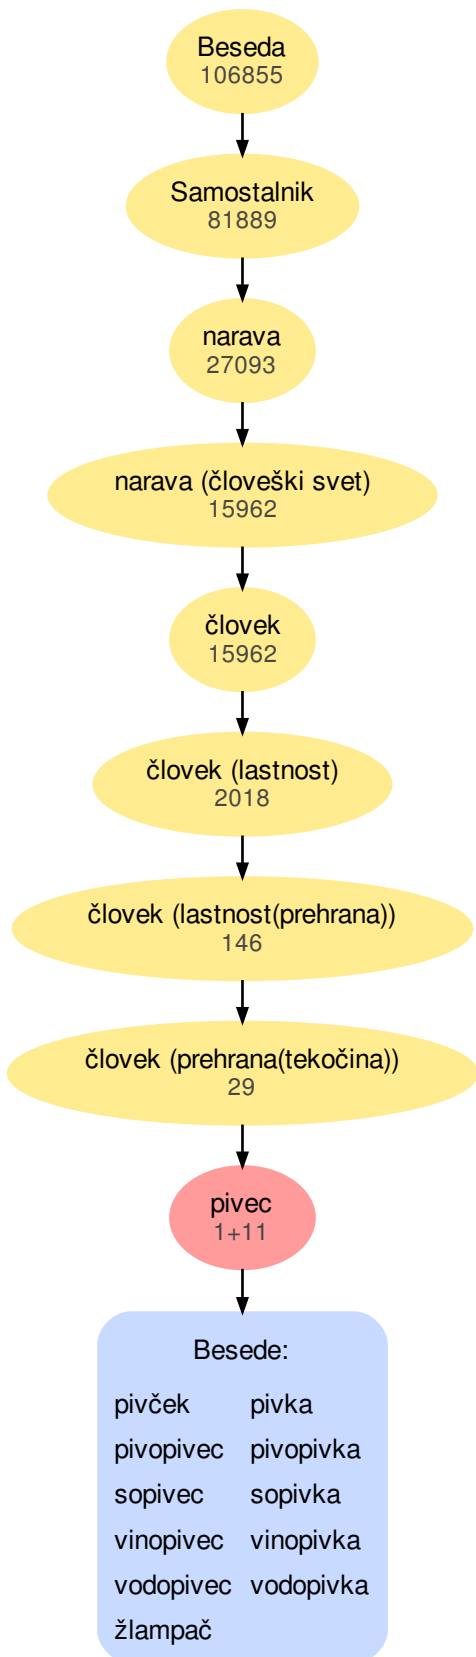 Beseda
106855
Samostalnik
81889
narava
27093
narava (človeški svet)
15962
človek
15962
človek (lastnost)
2018
človek (lastnost(prehrana))
146
človek (prehrana(tekočina))
29
pivec
1+11
Besede:
pivček pivka
pivopivec pivopivka
sopivec sopivka
vinopivec vinopivka
vodopivec vodopivka
žlampač